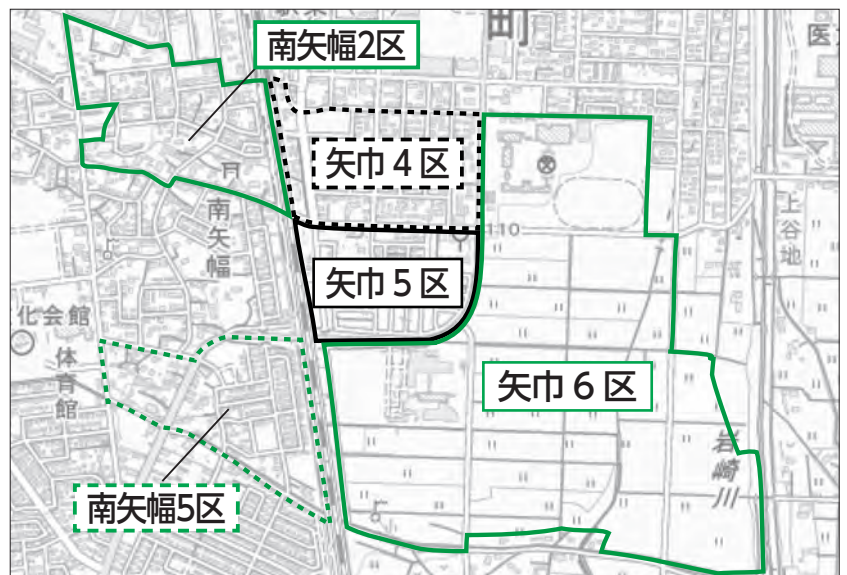 町
医
南矢幅2区
矢巾4区
南矢幅
110
上谷地
矢巾5区
化会館
体育館
矢巾6区
岩崎川
南矢幅5区